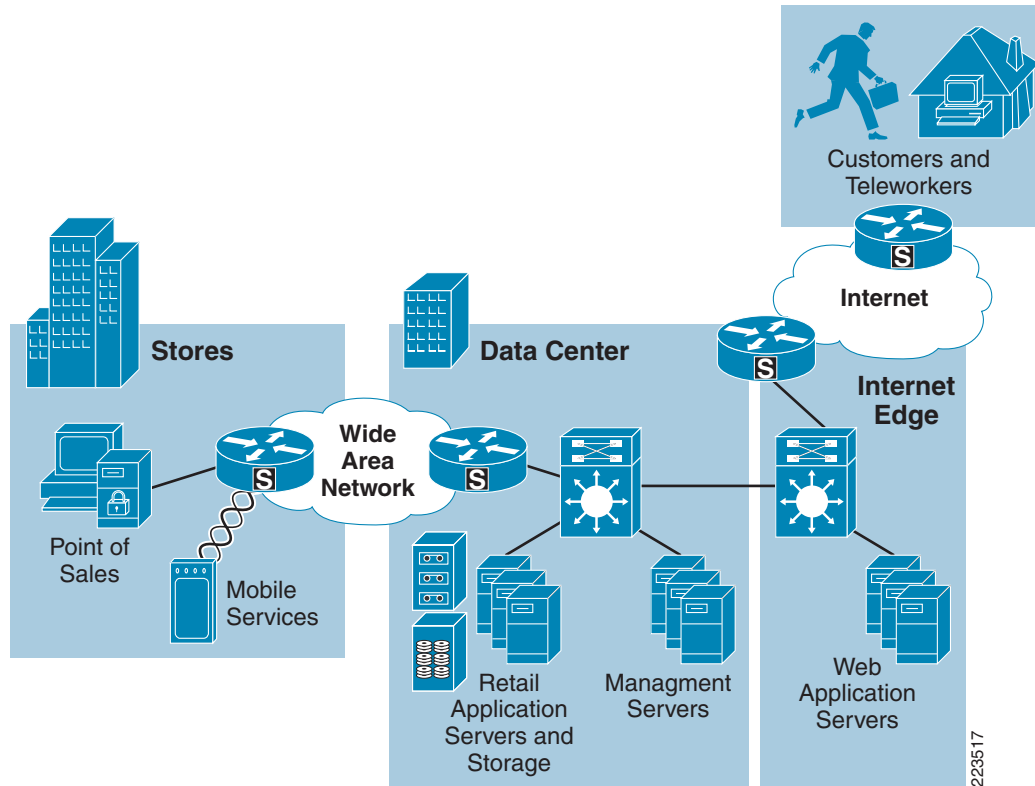 Customers and
Teleworkers
S
Internet
Stores
Data Center
S
Internet
Edge
Wide
Area
Network
S
S
Point of
Sales
Mobile
Services
Retail
Application
Servers and
Storage
Managment
Servers
Web
Application
Servers
223517